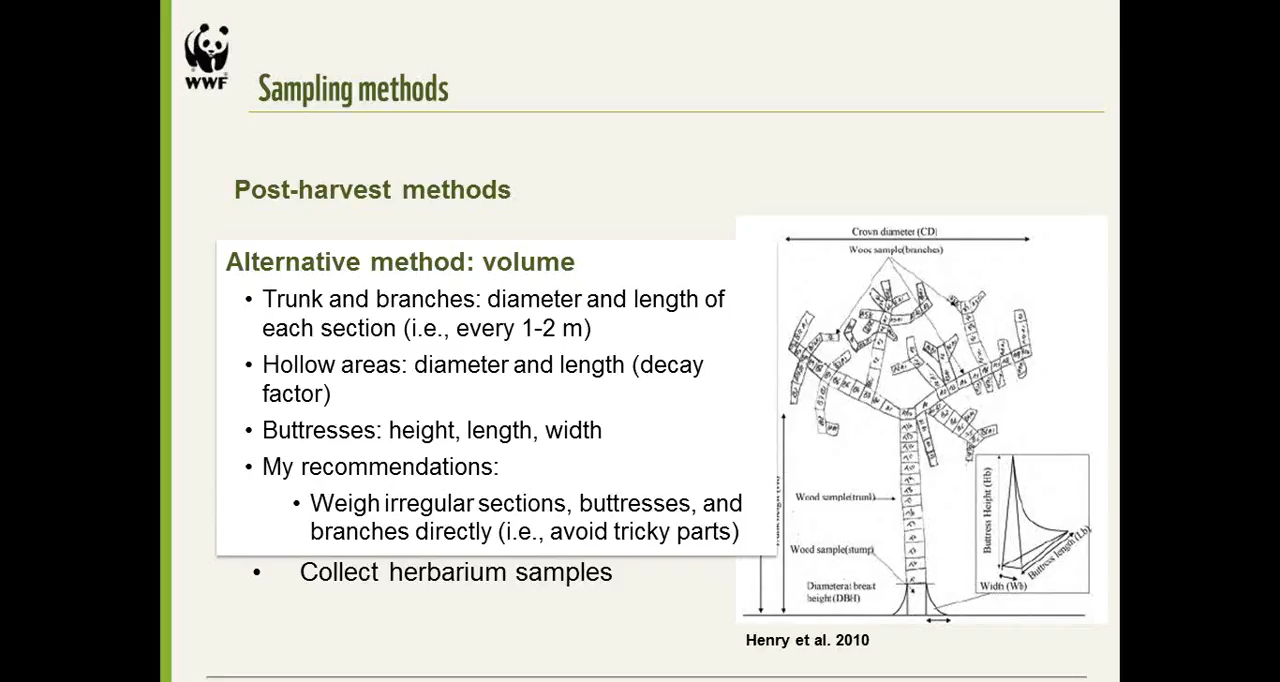 WWF
Sampling methods
Post-harvest methods
Alternative method: volume
• Trunk and branches: diameter and length of
each section (i.e., every 1-2 m)
• Hollow areas: diameter and length (decay
factor)
• Buttresses: height, length, width
• My recommendations:
• Weigh irregular sections, buttresses, and
branches directly (i.e., avoid tricky parts)
• Collect herbarium samples
Crown diameter (CD)
Wood sample(branches)
Wood sample(trunk)
Wood sample(stump)
Diameterat breast
height (DBH)
Buttress Height (Hb)
Buttress length (Lb)
Width (Wb)
Henry et al. 2010